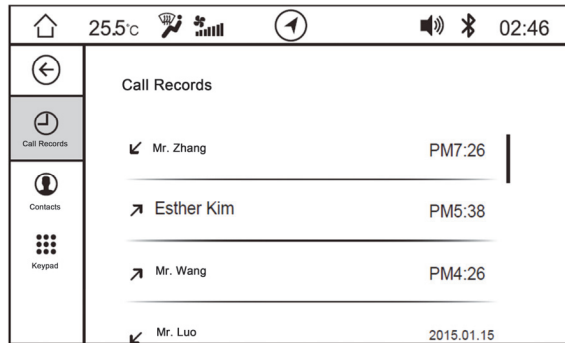 25.5°C 02:46
Call Records
Call Records
Mr. Zhang PM7:26
Contacts
Esther Kim PM5:38
Keypad
Mr. Wang PM4:26
Mr. Luo 2015.01.15